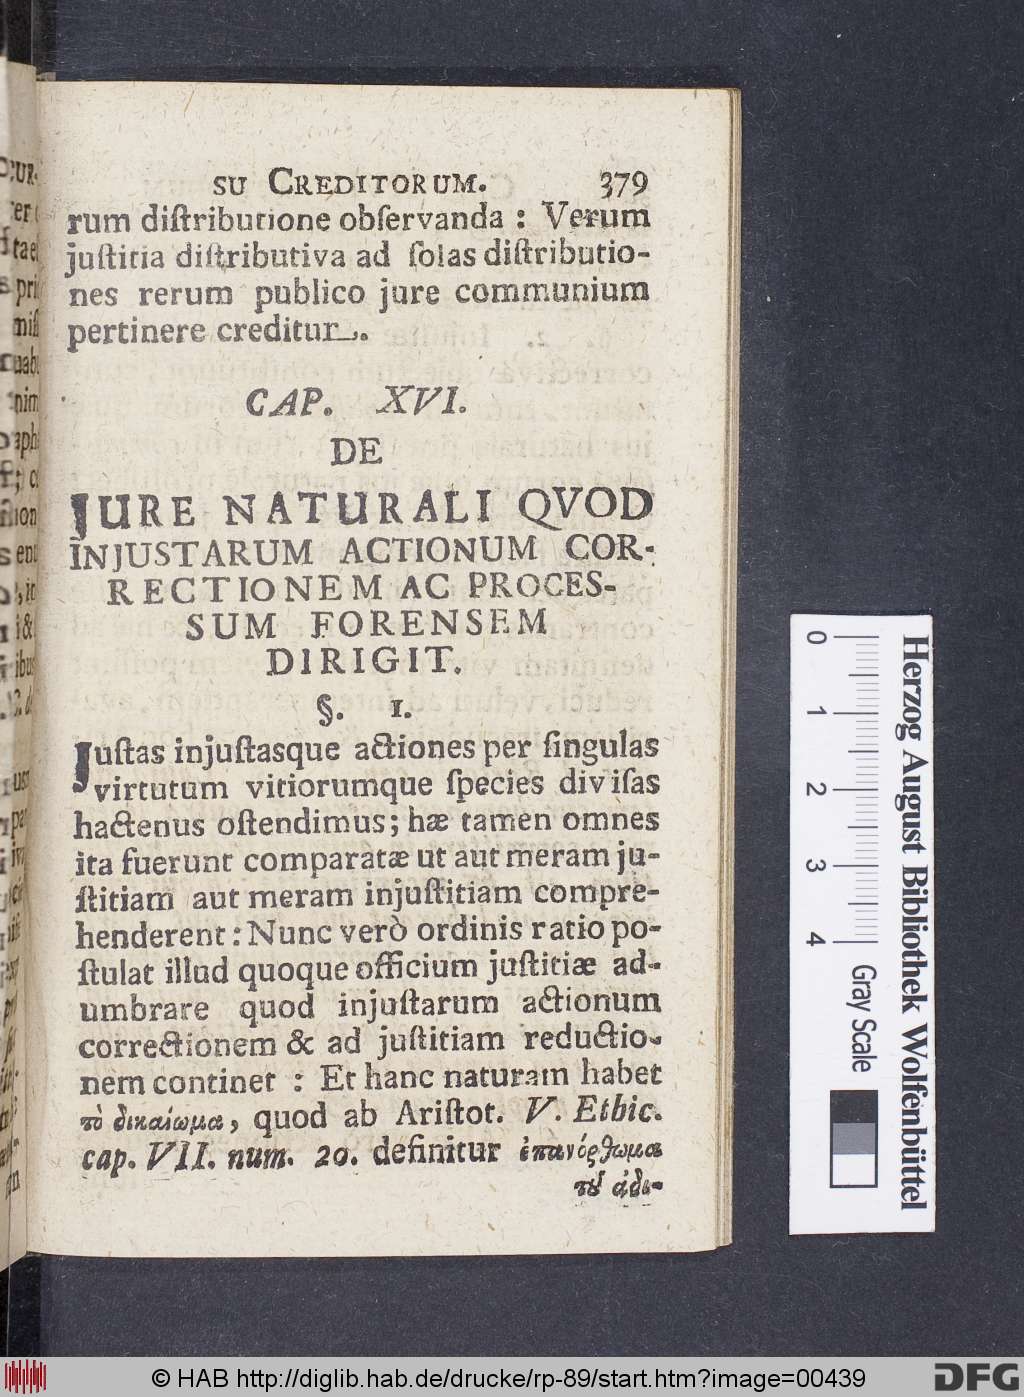 SU CREDITORUM. 379
rum diſtributione obſervanda : Verum
juſtitia diſtributiva ad ſolas diſtributio-
nes rerum publico jure communium
pertinere creditur.
CAP. XVI.
DE
JURE NATURALI QVOD
INJUSTARUM ACTIONUM COR-
RECTIONEM AC PROCES-
SUM FORENSEM
DIRIGIT.
§. 1.
Juſtas injuſtasque actiones per ſingulas
virtutum vitiorumque ſpecies diviſas
hactenus oſtendimus; hæ tamen omnes
ita fuerunt comparatæ ut aut meram ju-
ſtitiam aut meram injuſtitiam compre-
henderent: Nunc verò ordinis ratio po-
ſtulat illud quoque officium juſtitiæ ad-
umbrare quod injuſtarum actionum
correctionem & ad juſtitiam reductio-
nem continet : Et hanc naturam habet
τὸ δικαίωμα, quod ab Ariſtot. V. Ethic.
cap. VII. num. 20. definitur ἐπανόρθωμα
τοῦ ἀδι-
Herzog August Bibliothek Wolfenbüttel
0 1 2 3 4
Gray Scale
© HAB http://diglib.hab.de/drucke/rp-89/start.htm?image=00439
DFG